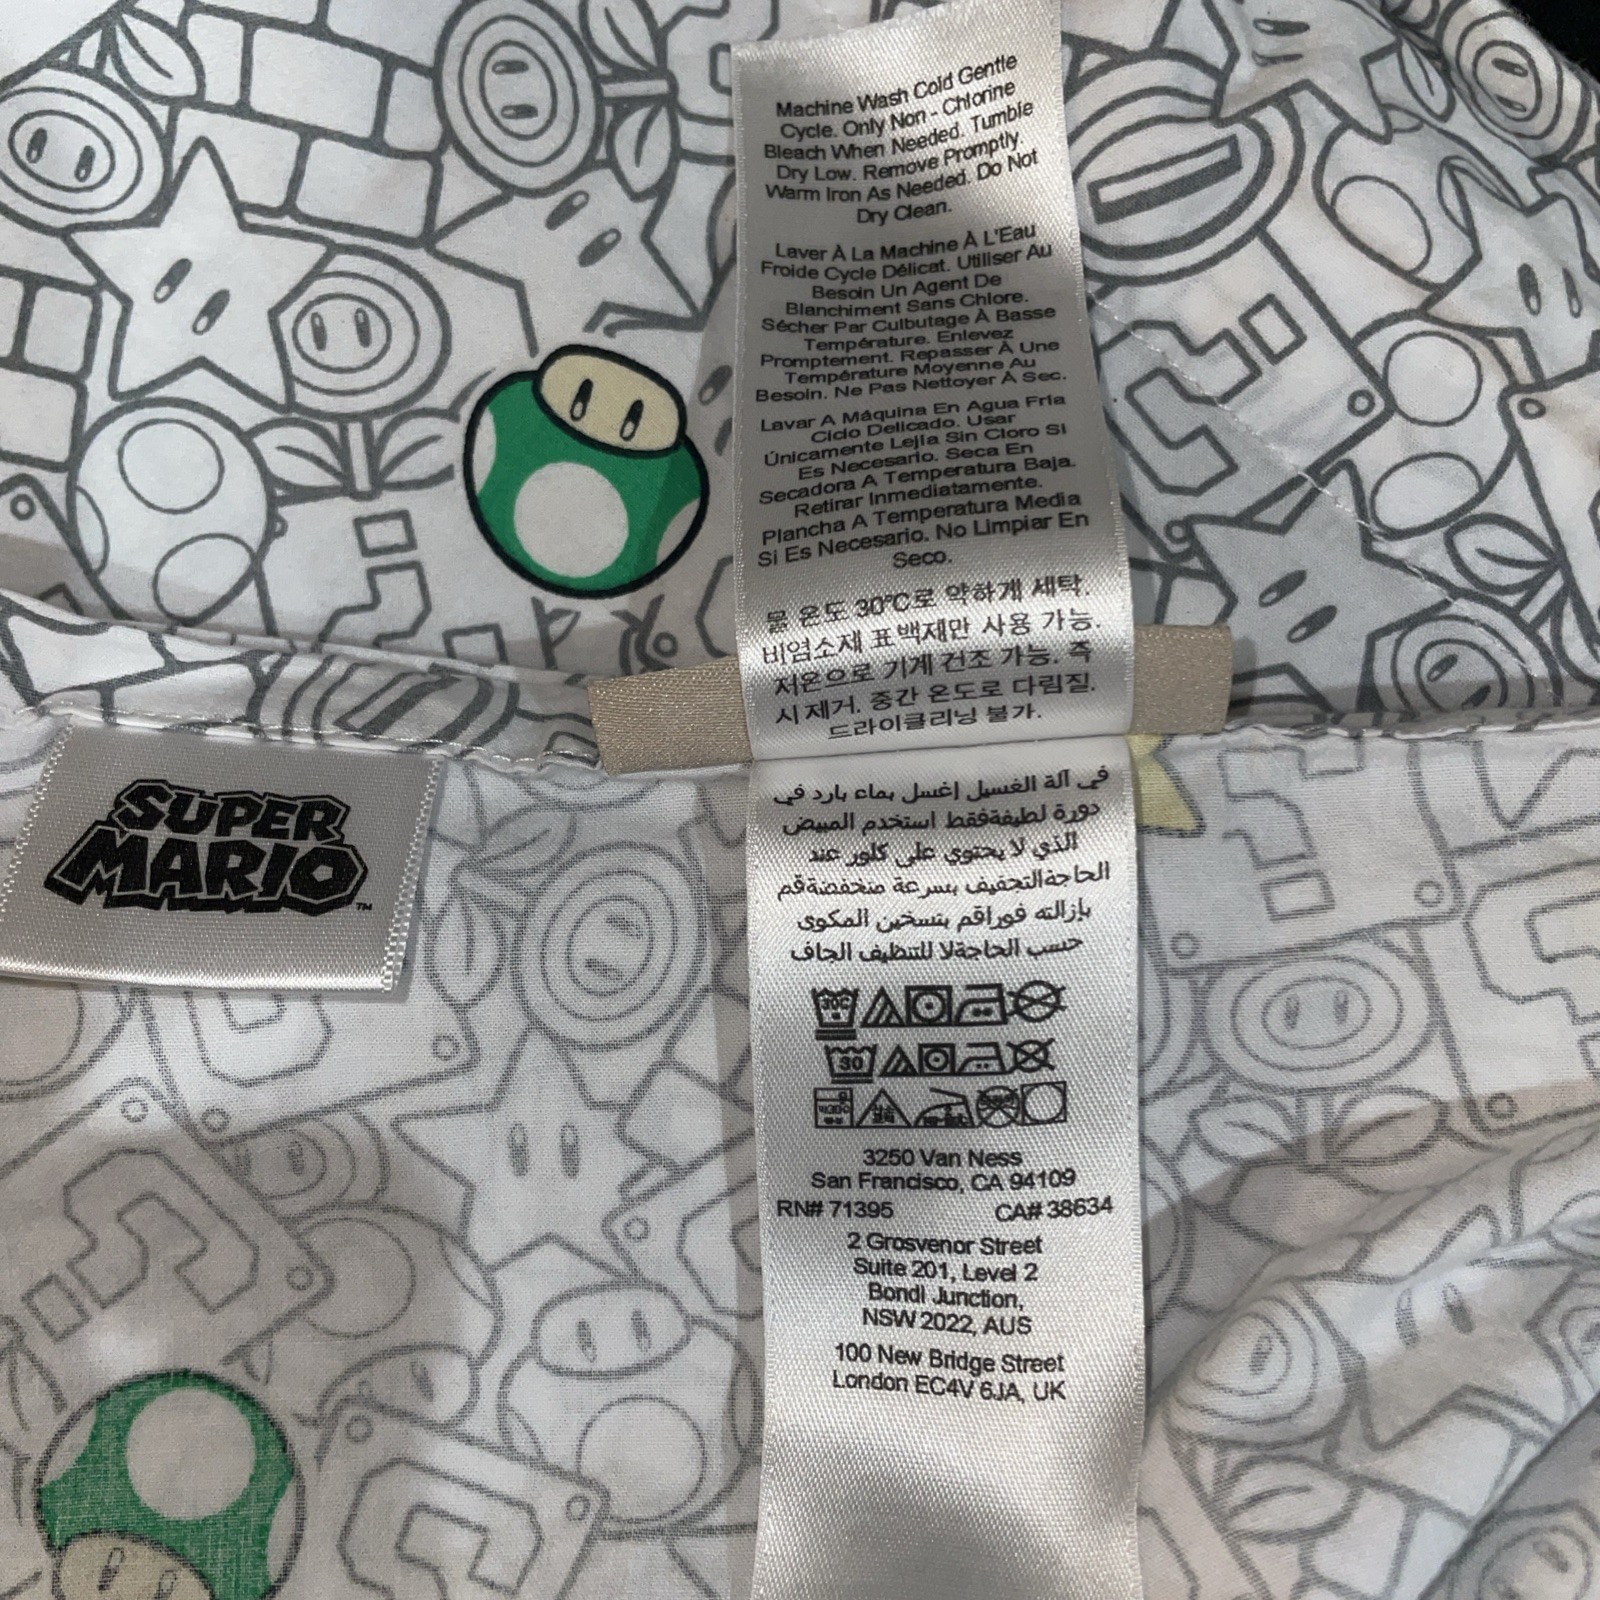 Machine Wash Cold Gentle
Cycle. Only Non - Chlorine
Bleach When Needed. Tumble
Dry Low. Remove Promptly.
Warm Iron As Needed. Do Not
Dry Clean.
Laver À La Machine À L'Eau
Froide Cycle Délicat. Utiliser Au
Besoin Un Agent De
Blanchiment Sans Chlore.
Sécher Par Culbutage À Basse
Température. Enlevez
Promptement. Repasser À Une
Température Moyenne Au
Besoin. Ne Pas Nettoyer À Sec.
Lavar A Máquina En Agua Fría
Ciclo Delicado. Usar
Únicamente Lejía Sin Cloro Si
Es Necesario. Seca En
Secadora A Temperatura Baja.
Retirar Inmediatamente.
Plancha A Temperatura Media
Si Es Necesario. No Limpiar En
Seco.
물 온도 30°C로 약하게 세탁.
비염소제 표백제만 사용 가능.
저온으로 기계 건조 가능. 즉
시 제거. 중간 온도로 다림질.
드라이클리닝 불가.
SUPER
MARIO™
في آلة الغسيل إغسل بماء بارد في
دورة لطيفةفقط استخدم المبيض
الذي لا يحتوي على كلور عند
الحاجةالتجفيف بسرعة منخفضةقم
بإزالته فوراقم بتسخين المكوى
حسب الحاجةلا للتنظيف الجاف
30C
30
3250 Van Ness
San Francisco, CA 94109
RN# 71395 CA# 38634
2 Grosvenor Street
Suite 201, Level 2
Bondi Junction,
NSW 2022, AUS
100 New Bridge Street
London EC4V 6JA, UK